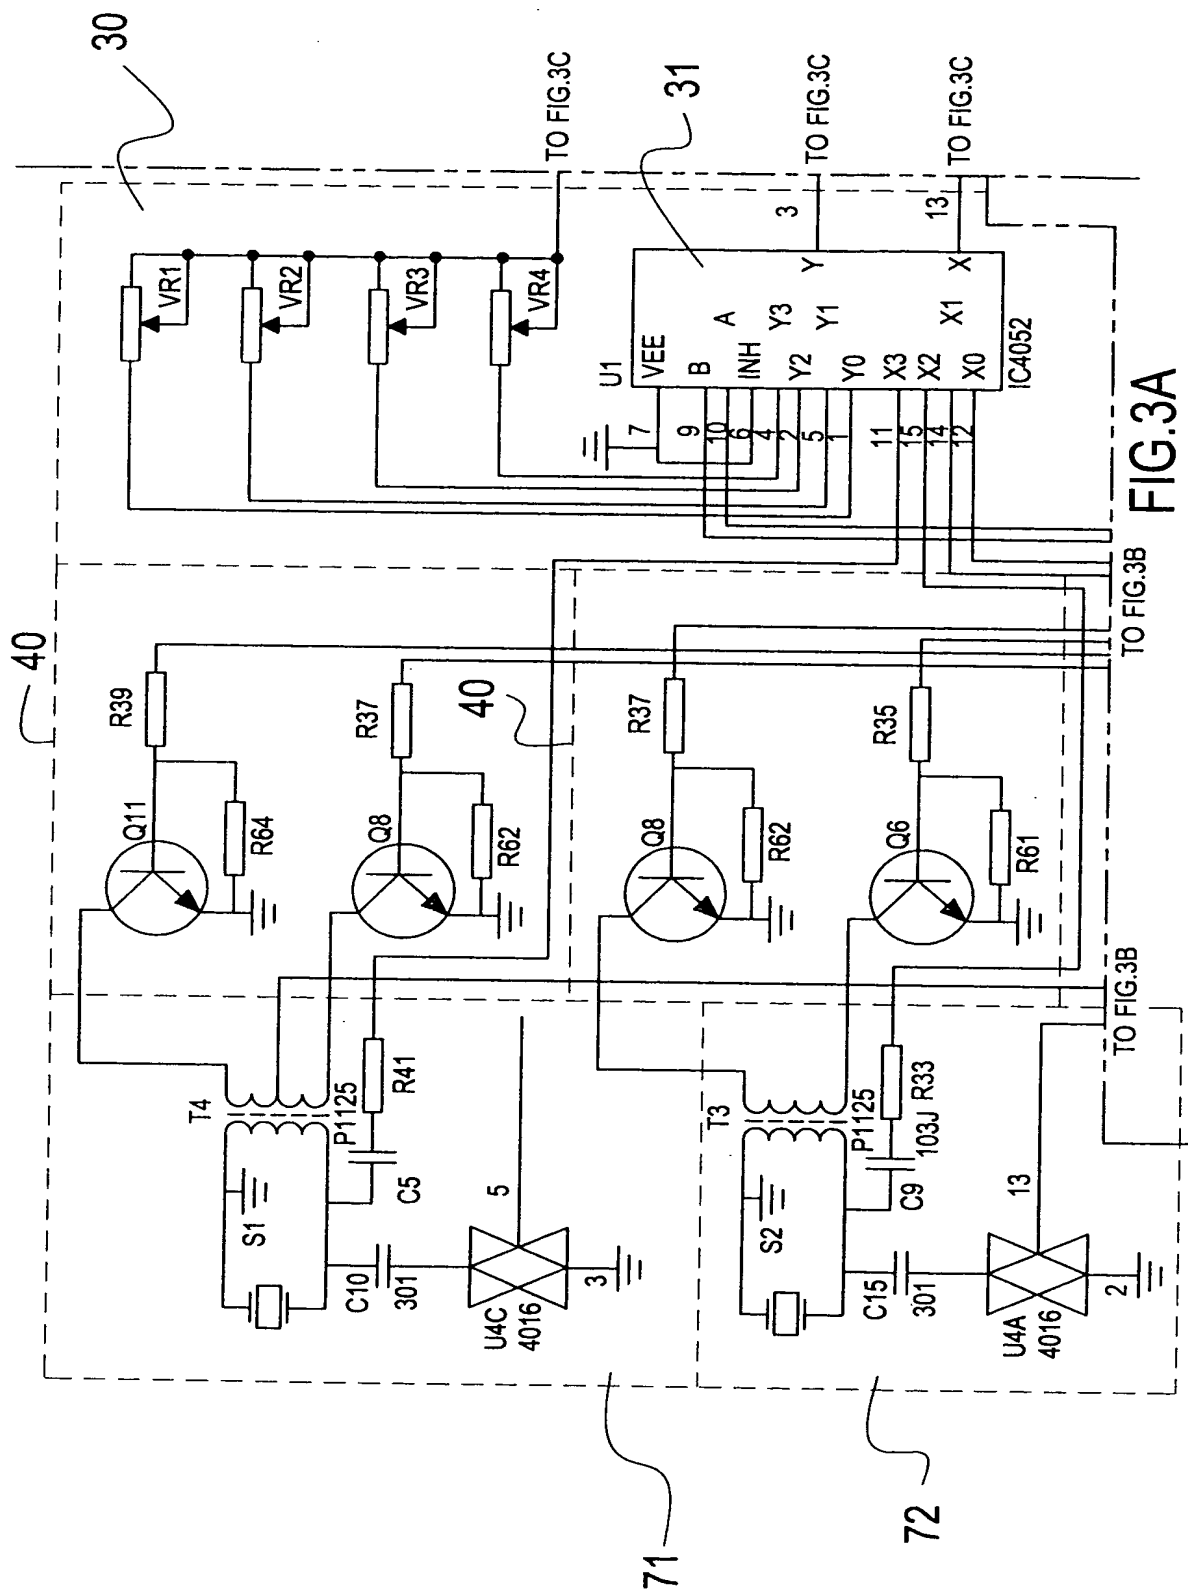 30
VR1
VR2
VR3
VR4
TO FIG.3C
31
U1
VEE
B
A
INH
Y3
Y2
Y1
Y0
X3
X2
X1
X0
Y
X
IC4052
7
9
10
6
4
2
5
1
11
15
14
12
3
13
TO FIG.3C
TO FIG.3C
40
R39
Q11
R64
R37
Q8
R62
40
R37
Q8
R62
R35
Q6
R61
TO FIG.3B
TO FIG.3B
T4
P1125
R41
C5
S1
C10
301
U4C
4016
5
3
71
T3
P1125
R33
103J
C9
S2
C15
301
U4A
4016
13
2
72
FIG.3A